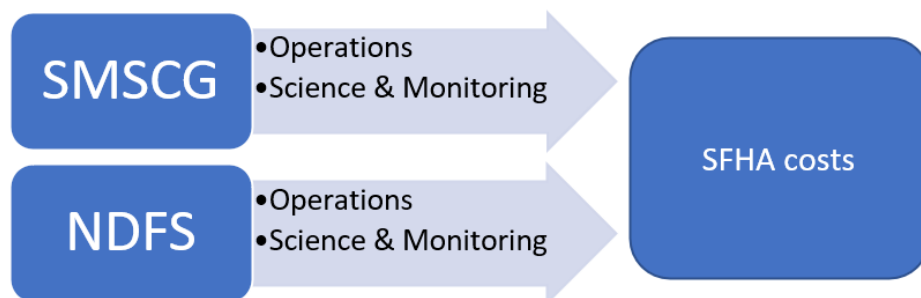 SMSCG
•Operations
•Science & Monitoring
NDFS
•Operations
•Science & Monitoring
SFHA costs